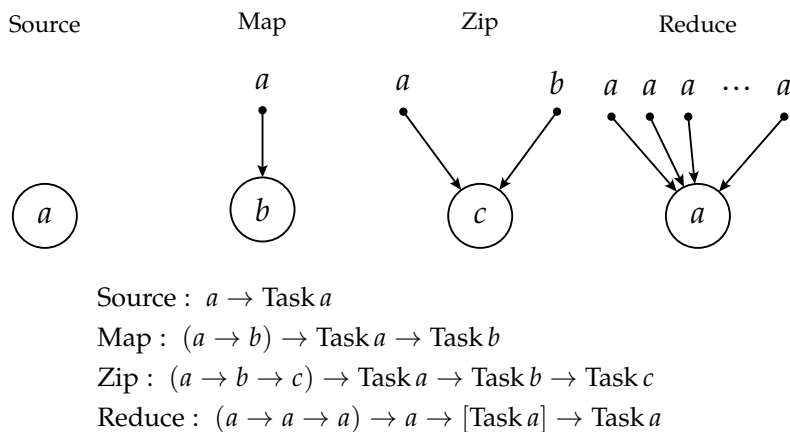 Source Map Zip Reduce
a a b a a a ⋯ a
a b c a
Source : a → Task a
Map : (a → b) → Task a → Task b
Zip : (a → b → c) → Task a → Task b → Task c
Reduce : (a → a → a) → a → [Task a] → Task a